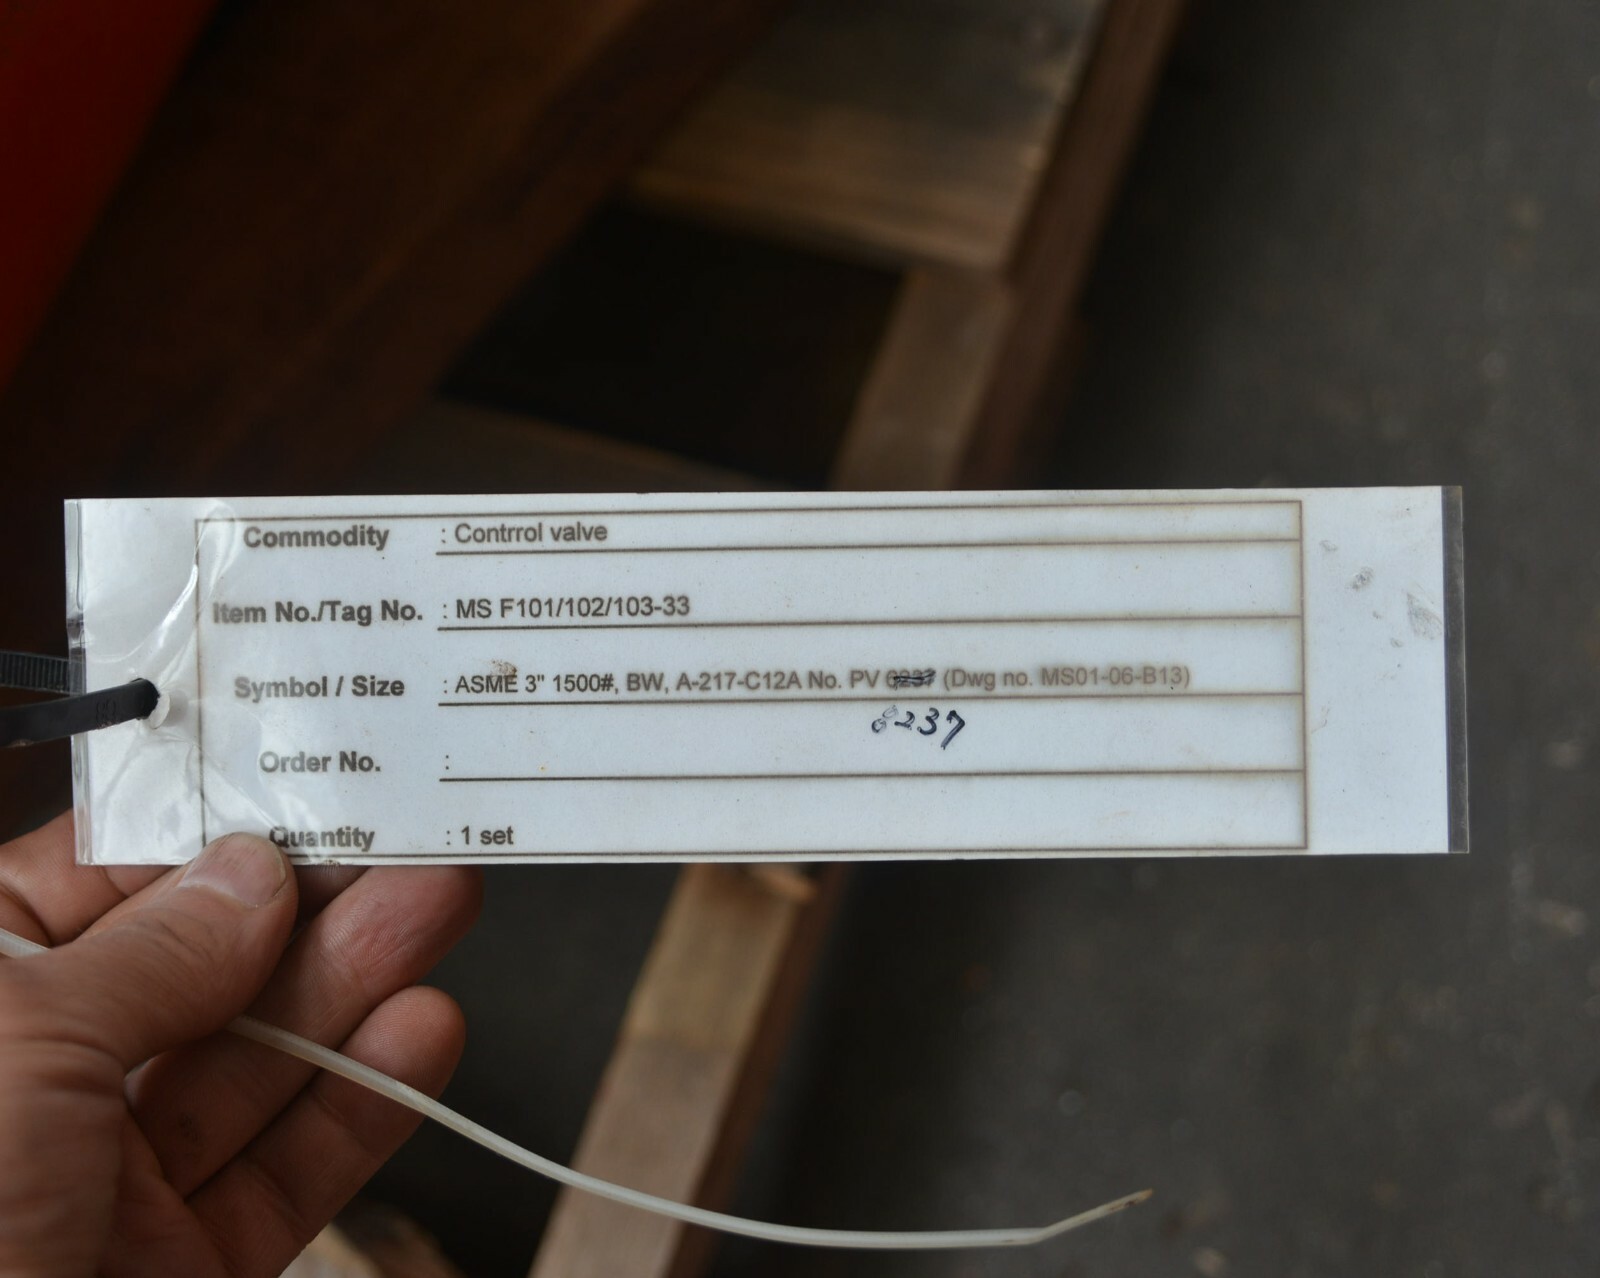 Commodity : Contrrol valve
Item No./Tag No. : MS F101/102/103-33
Symbol / Size : ASME 3" 1500#, BW, A-217-C12A No. PV (Dwg no. MS01-06-B13)
8237
Order No. :
Quantity : 1 set